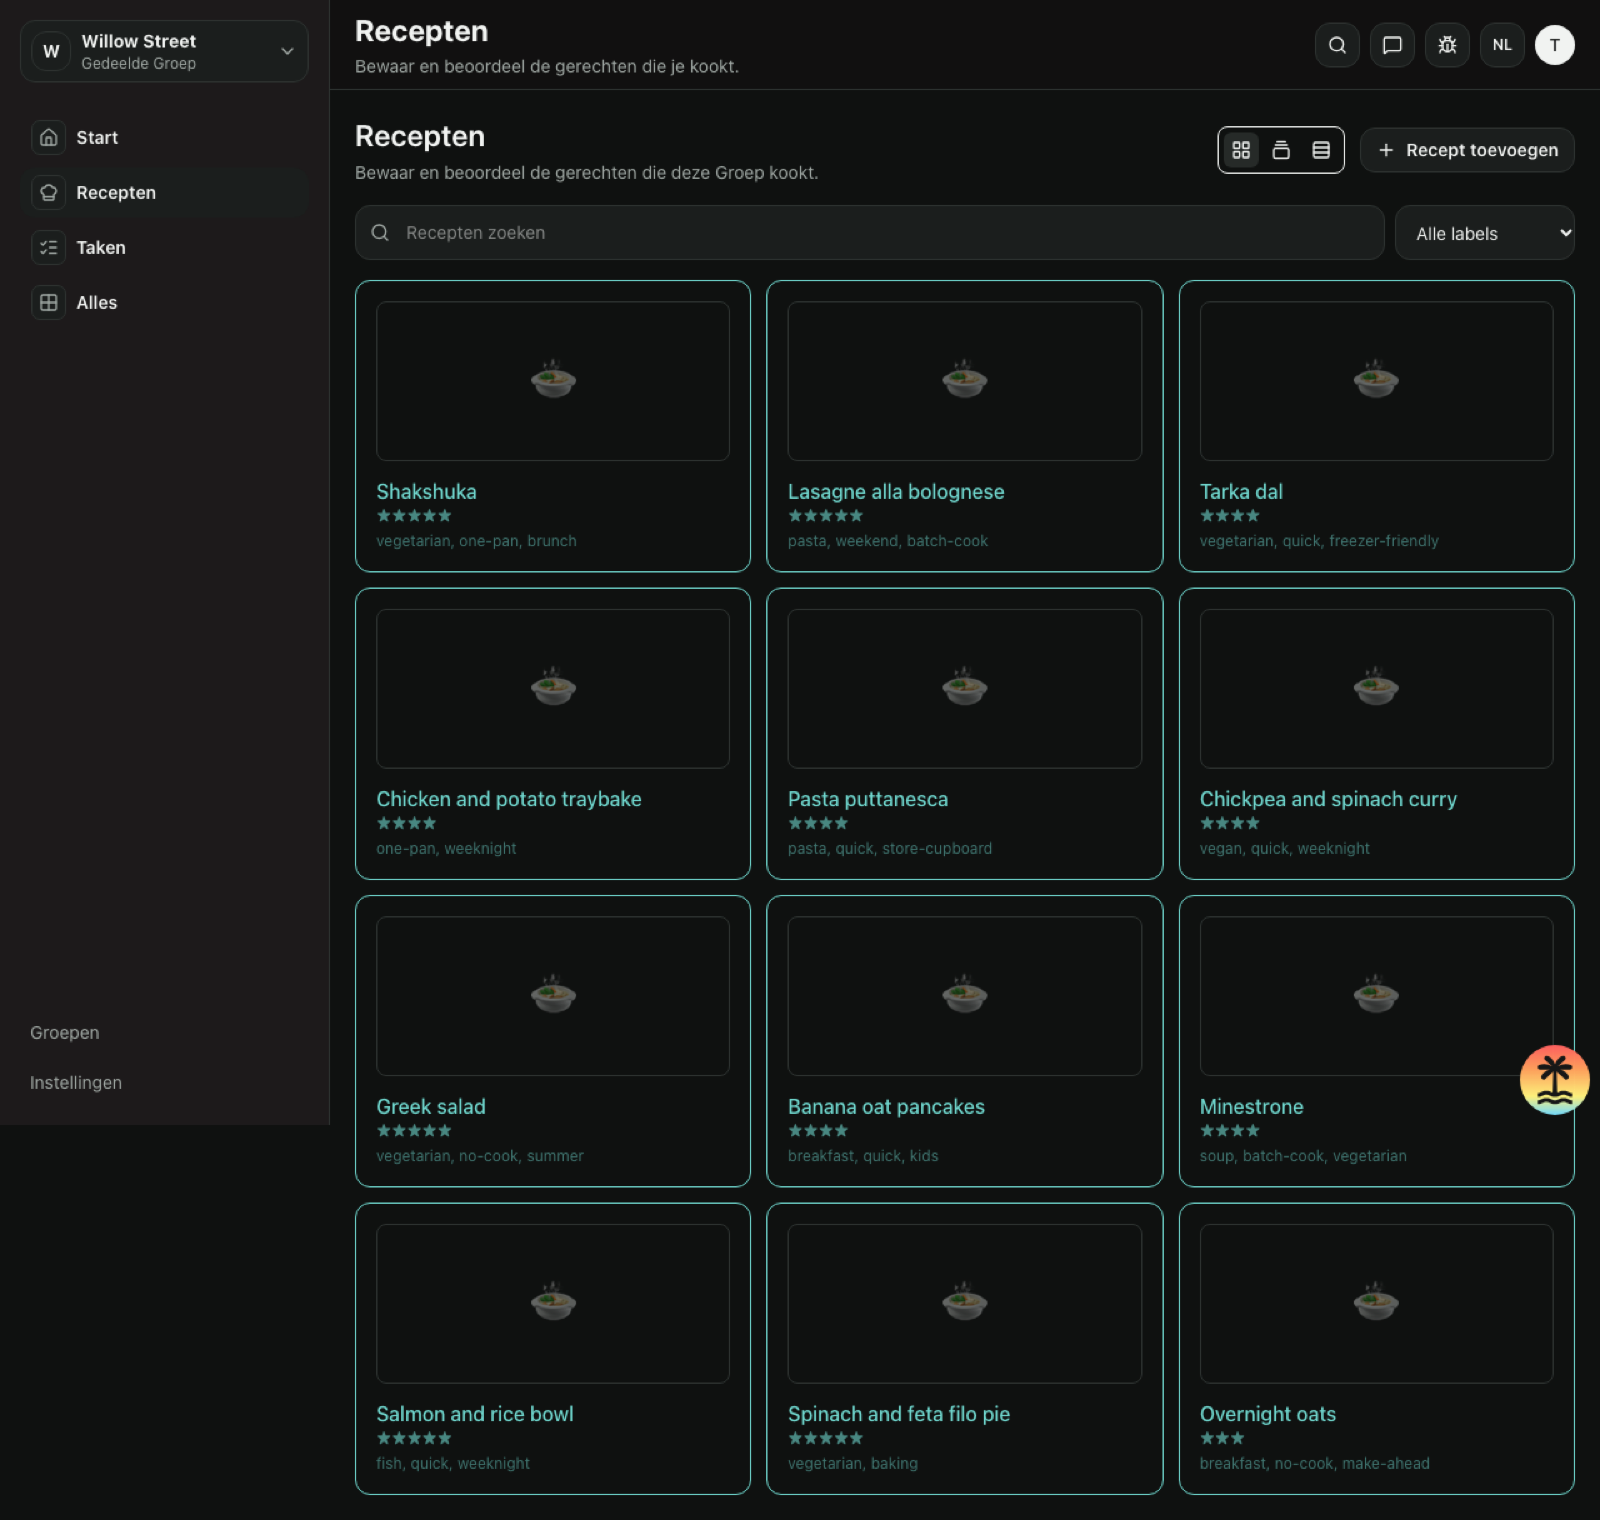 W
Willow Street
Gedeelde Groep
Start
Recepten
Taken
Alles
Groepen
Instellingen
Recepten
Bewaar en beoordeel de gerechten die je kookt.
NL
T
Recepten
Bewaar en beoordeel de gerechten die deze Groep kookt.
Recept toevoegen
Recepten zoeken
Alle labels
Shakshuka
★★★★★
vegetarian, one-pan, brunch
Lasagne alla bolognese
★★★★★
pasta, weekend, batch-cook
Tarka dal
★★★★
vegetarian, quick, freezer-friendly
Chicken and potato traybake
★★★★
one-pan, weeknight
Pasta puttanesca
★★★★
pasta, quick, store-cupboard
Chickpea and spinach curry
★★★★
vegan, quick, weeknight
Greek salad
★★★★★
vegetarian, no-cook, summer
Banana oat pancakes
★★★★
breakfast, quick, kids
Minestrone
★★★★
soup, batch-cook, vegetarian
Salmon and rice bowl
★★★★★
fish, quick, weeknight
Spinach and feta filo pie
★★★★★
vegetarian, baking
Overnight oats
★★★
breakfast, no-cook, make-ahead